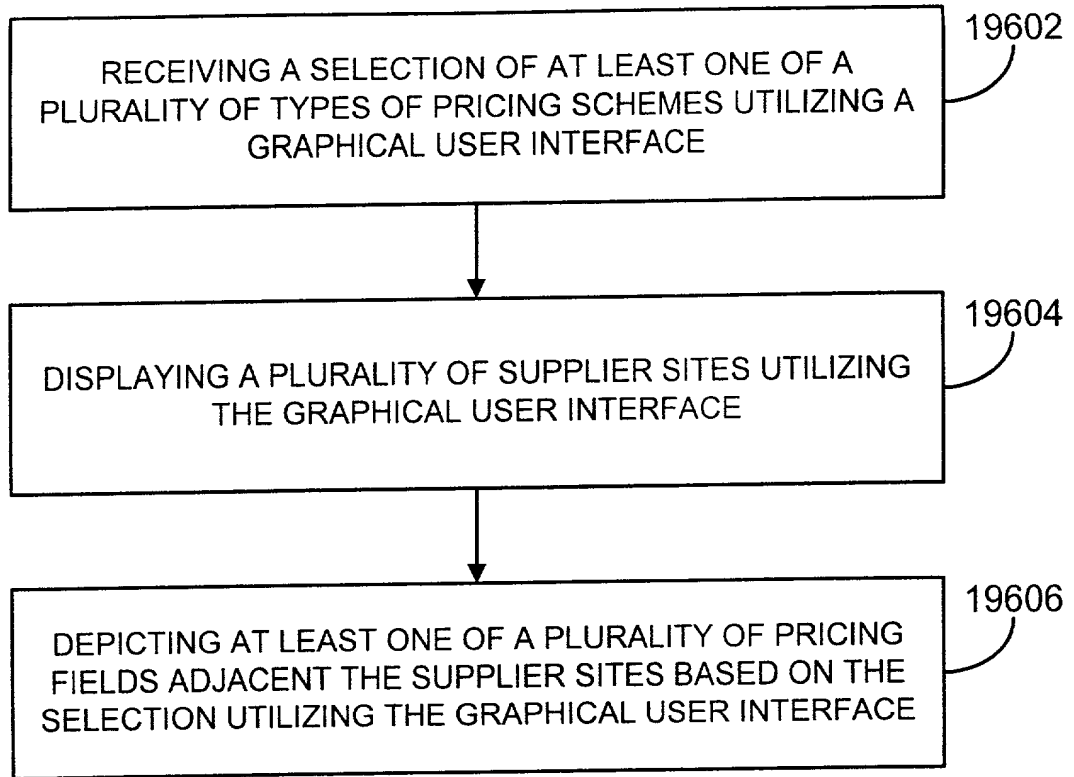 19602
RECEIVING A SELECTION OF AT LEAST ONE OF A
PLURALITY OF TYPES OF PRICING SCHEMES UTILIZING A
GRAPHICAL USER INTERFACE
19604
DISPLAYING A PLURALITY OF SUPPLIER SITES UTILIZING
THE GRAPHICAL USER INTERFACE
19606
DEPICTING AT LEAST ONE OF A PLURALITY OF PRICING
FIELDS ADJACENT THE SUPPLIER SITES BASED ON THE
SELECTION UTILIZING THE GRAPHICAL USER INTERFACE